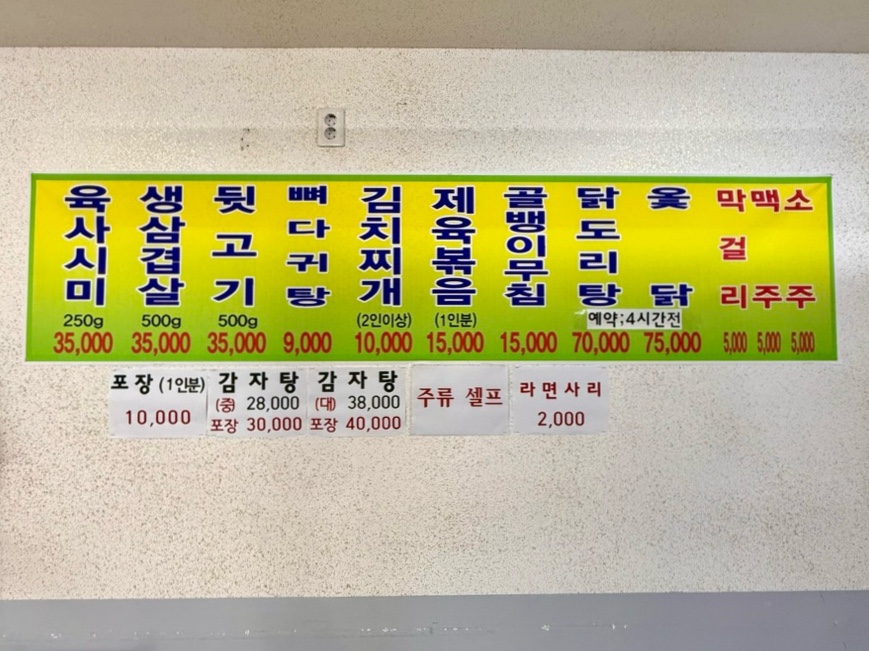 육사시미 250g 35,000
생삼겹살 500g 35,000
뒷고기 500g 35,000
뼈다귀탕 9,000
김치찌개 (2인이상) 10,000
제육볶음 (1인분) 15,000
골뱅이무침 15,000
닭도리탕 70,000
옻닭 75,000
예약;4시간전
막걸리 5,000
맥주 5,000
소주 5,000
포장 (1인분)
10,000
감자탕
(중) 28,000
포장 30,000
감자탕
(대) 38,000
포장 40,000
주류 셀프
라면사리
2,000